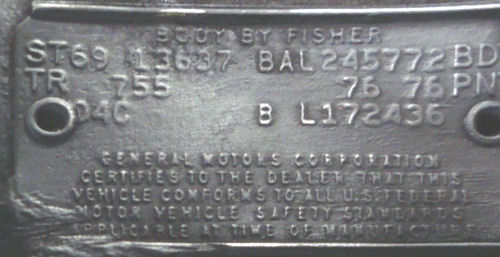 BODY BY FISHER
ST69 13637 BAL245772 BD
TR 755 76 76 PN
04C B L172436
GENERAL MOTORS CORPORATION
CERTIFIES TO THE DEALER THAT THIS
VEHICLE CONFORMS TO ALL U.S. FEDERAL
MOTOR VEHICLE SAFETY STANDARDS
APPLICABLE AT TIME OF MANUFACTURE